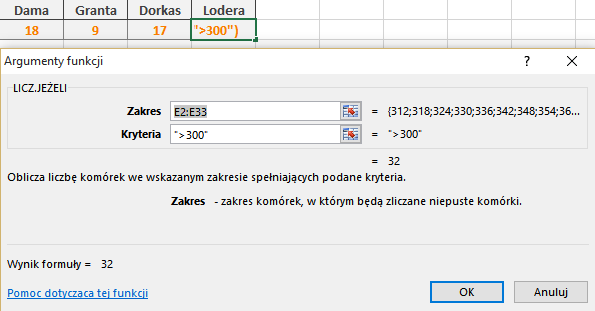 Dama Granta Dorkas Lodera
18 9 17 ">300")
Argumenty funkcji ? ×
LICZ.JEŻELI
Zakres E2:E33 = {312;318;324;330;336;342;348;354;36...
Kryteria ">300" = ">300"
= 32
Oblicza liczbę komórek we wskazanym zakresie spełniających podane kryteria.
Zakres - zakres komórek, w którym będą zliczane niepuste komórki.
Wynik formuły = 32
Pomoc dotycząca tej funkcji OK Anuluj